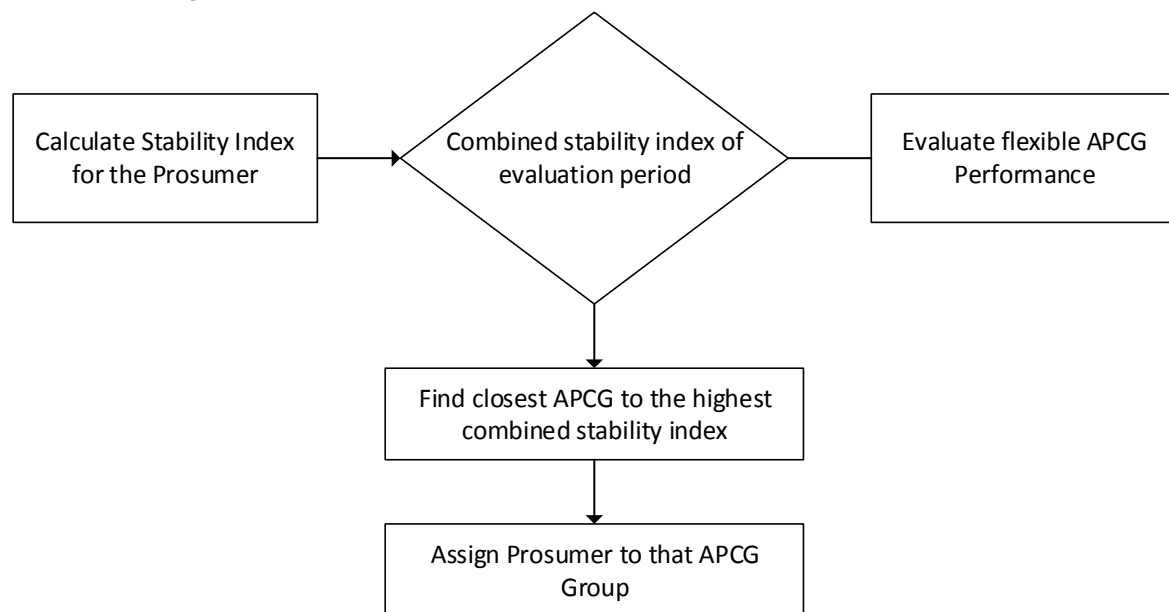 Calculate Stability Index
for the Prosumer
Combined stability index of
evaluation period
Evaluate flexible APCG
Performance
Find closest APCG to the highest
combined stability index
Assign Prosumer to that APCG
Group